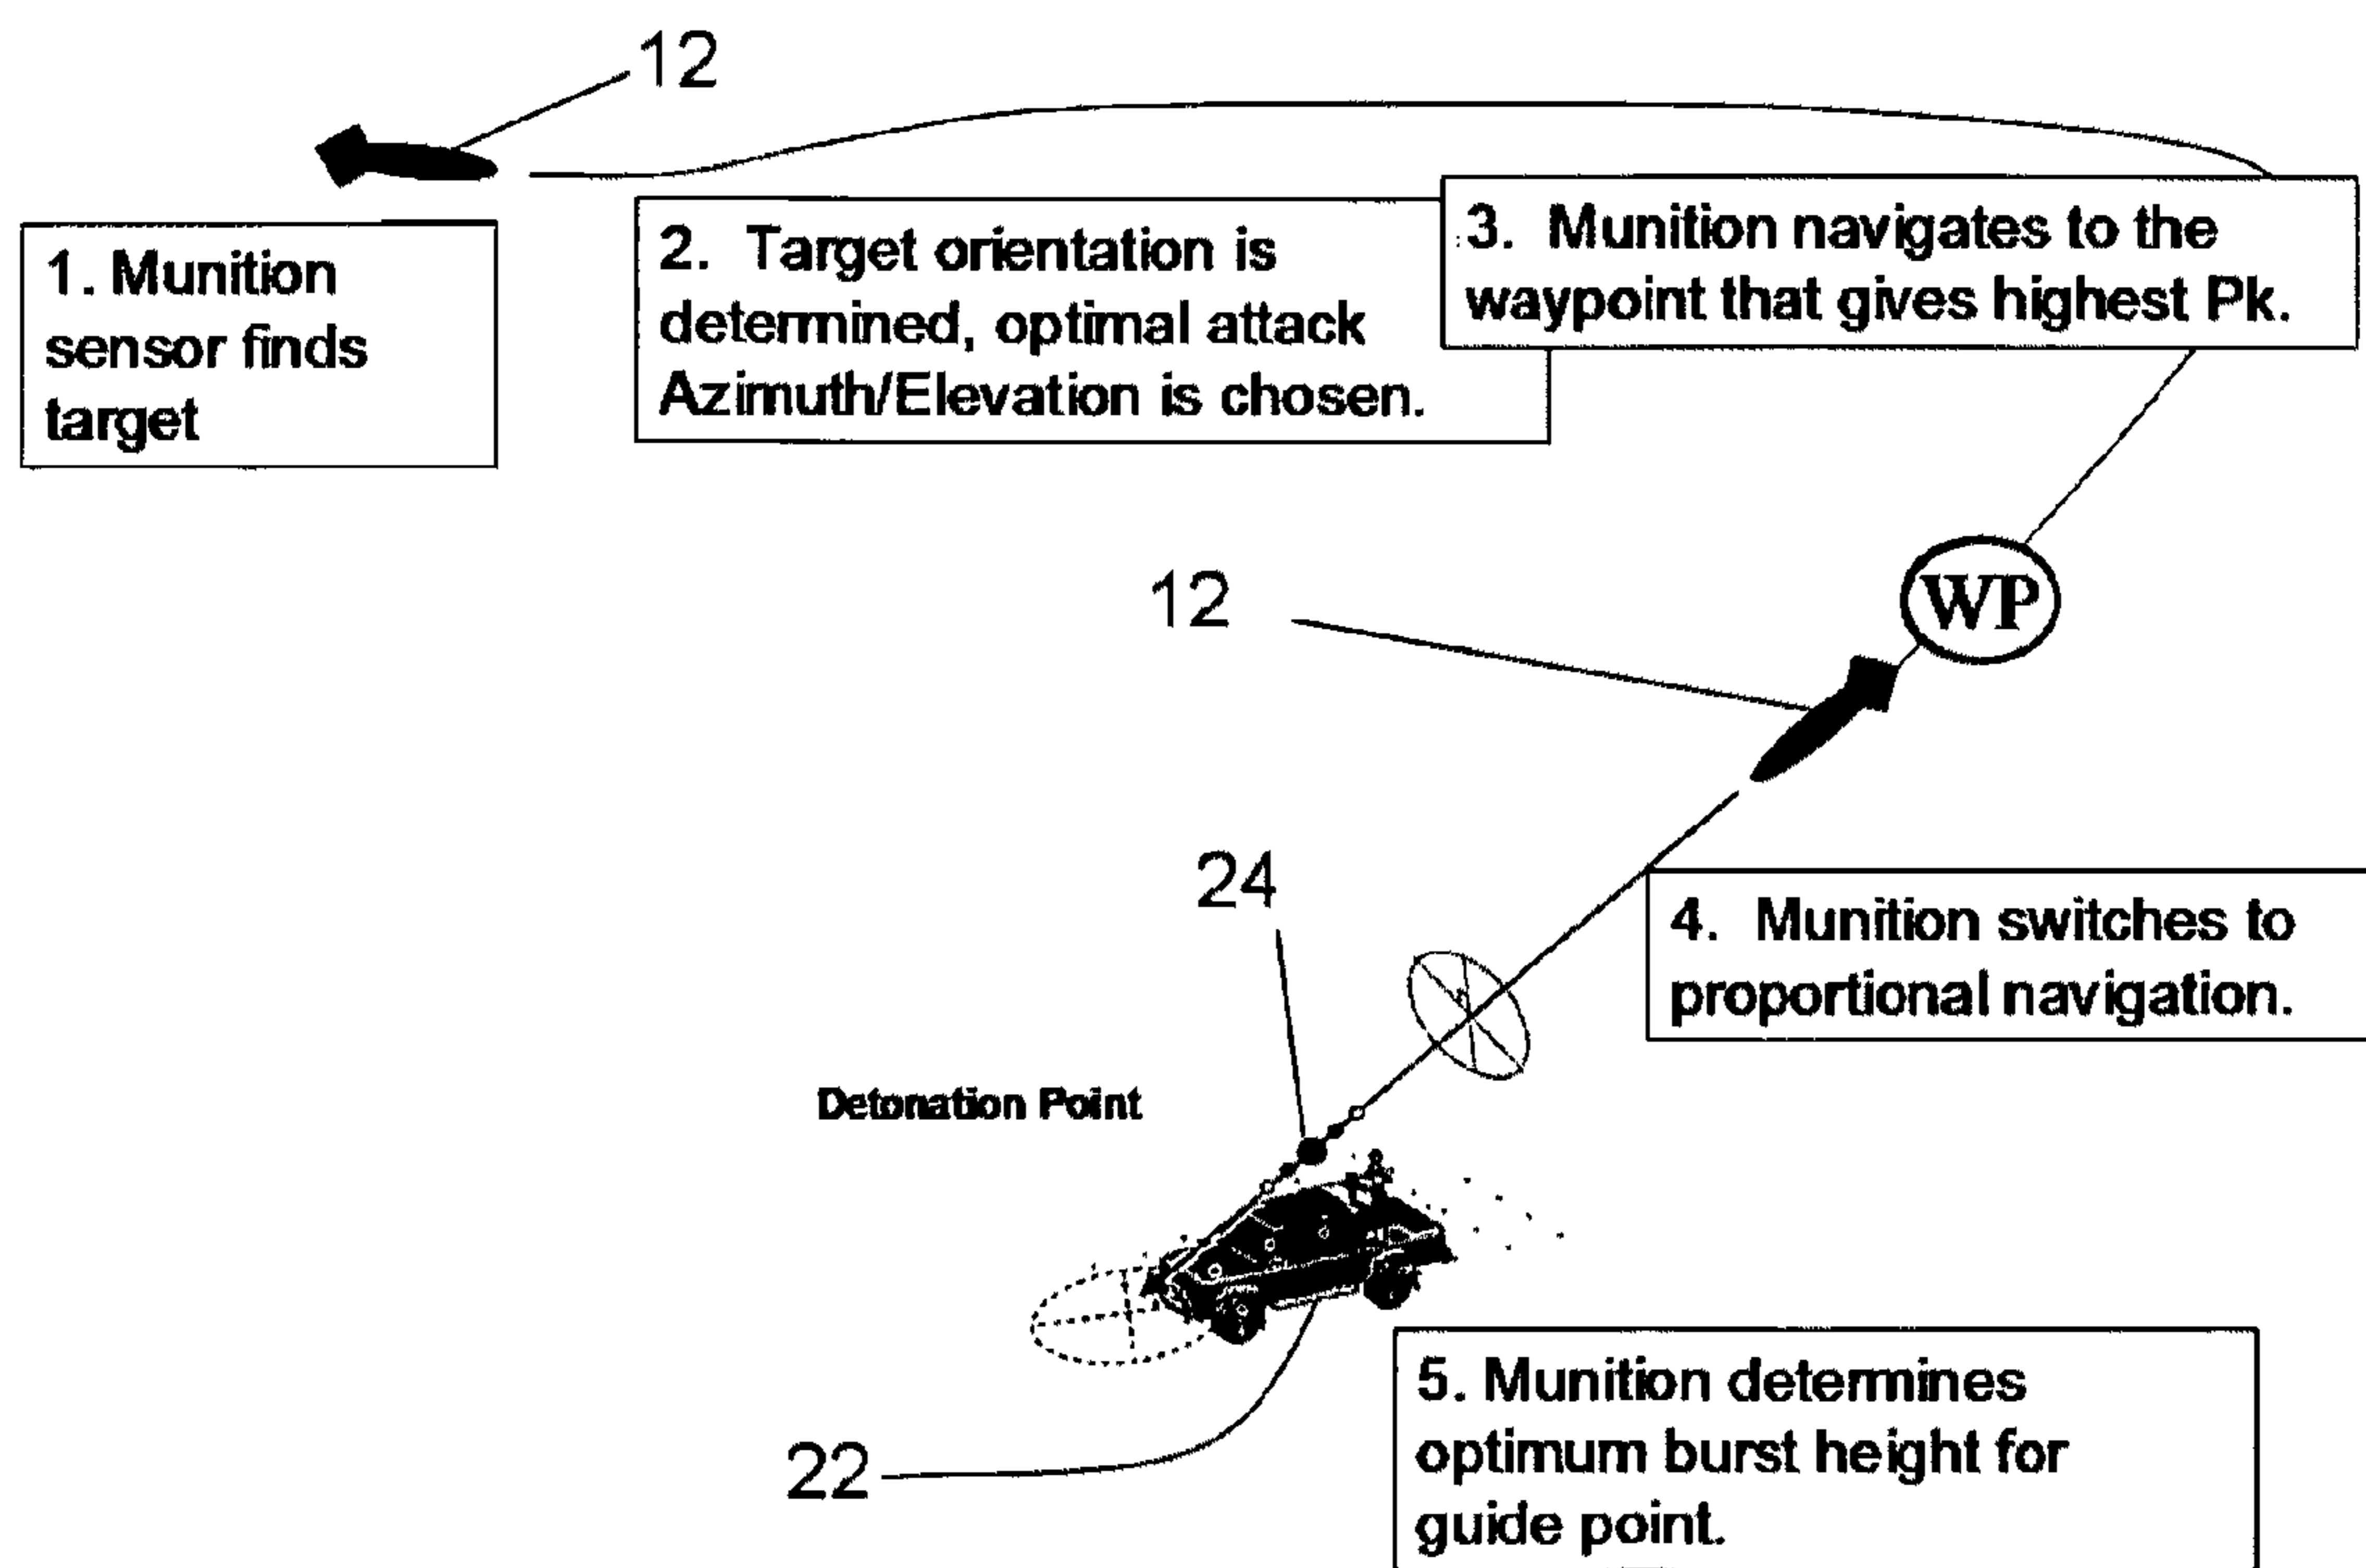 12
1. Munition
sensor finds
target
2. Target orientation is
determined, optimal attack
Azimuth/Elevation is chosen.
3. Munition navigates to the
waypoint that gives highest Pk.
12
WP
24
4. Munition switches to
proportional navigation.
Detonation Point
22
5. Munition determines
optimum burst height for
guide point.